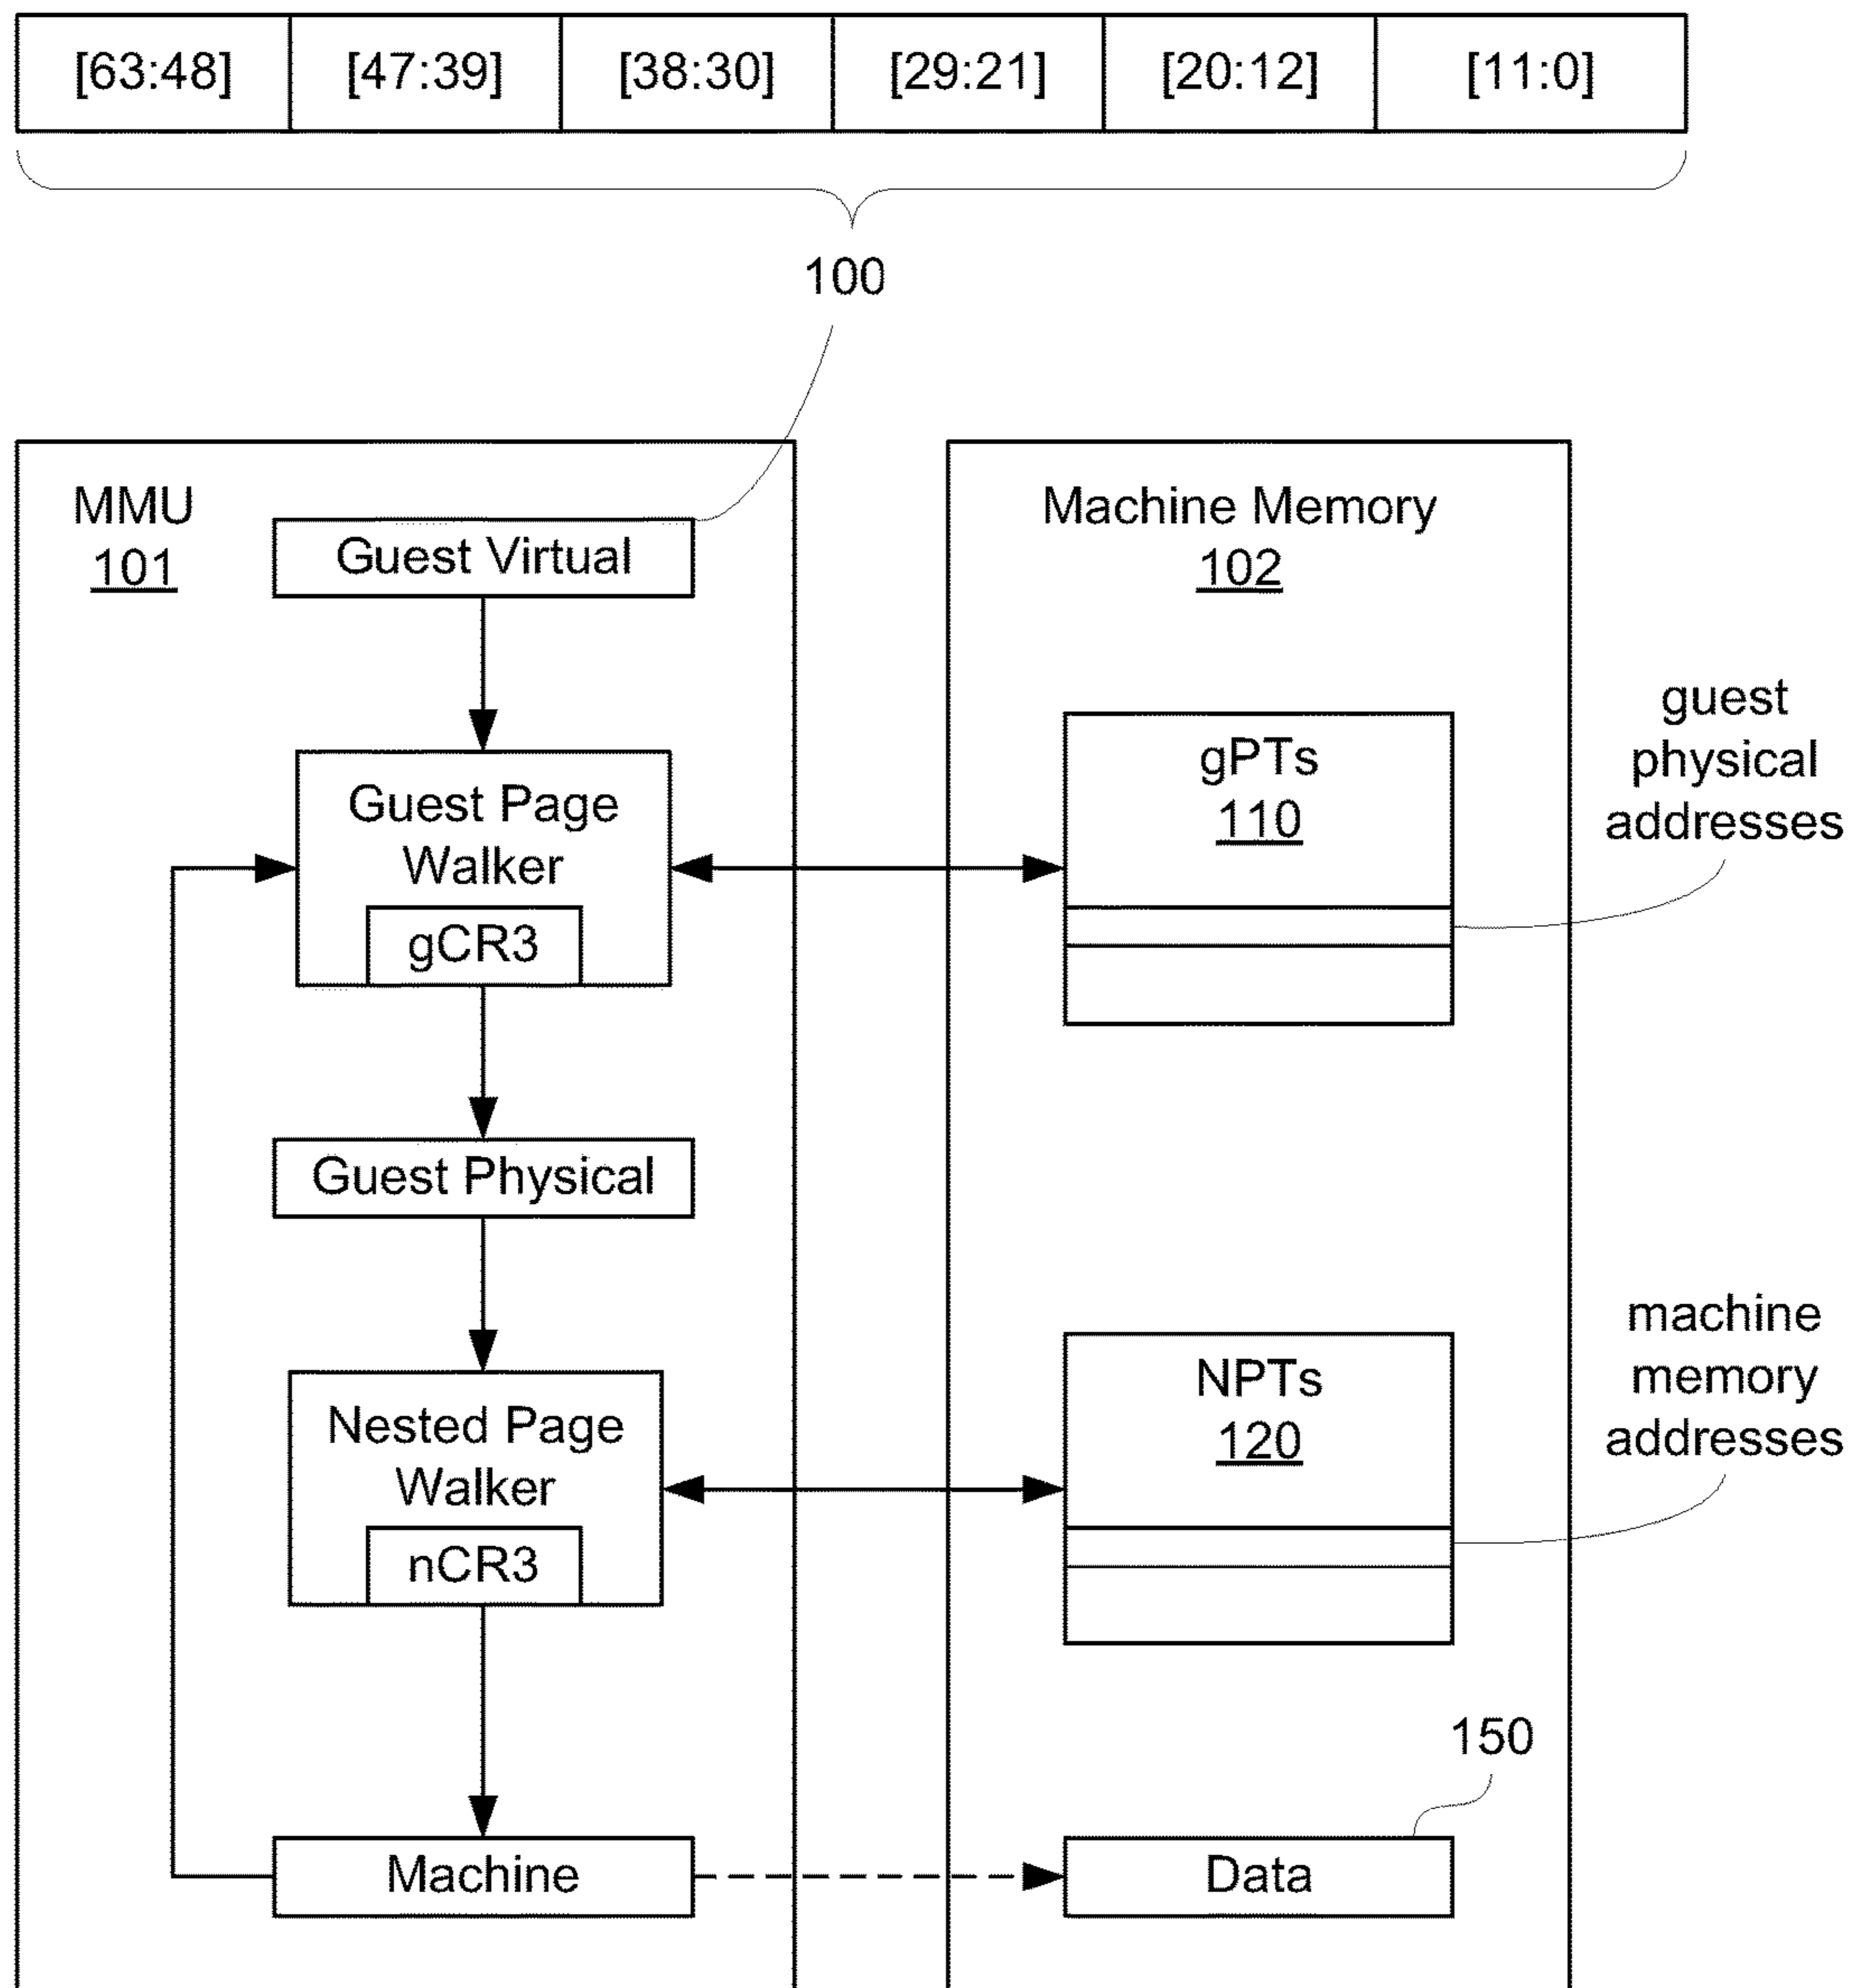 [63:48] [47:39] [38:30] [29:21] [20:12] [11:0]
100
MMU
101
Guest Virtual
Guest Page
Walker
gCR3
Guest Physical
Nested Page
Walker
nCR3
Machine
Machine Memory
102
gPTs
110
guest
physical
addresses
NPTs
120
machine
memory
addresses
150
Data